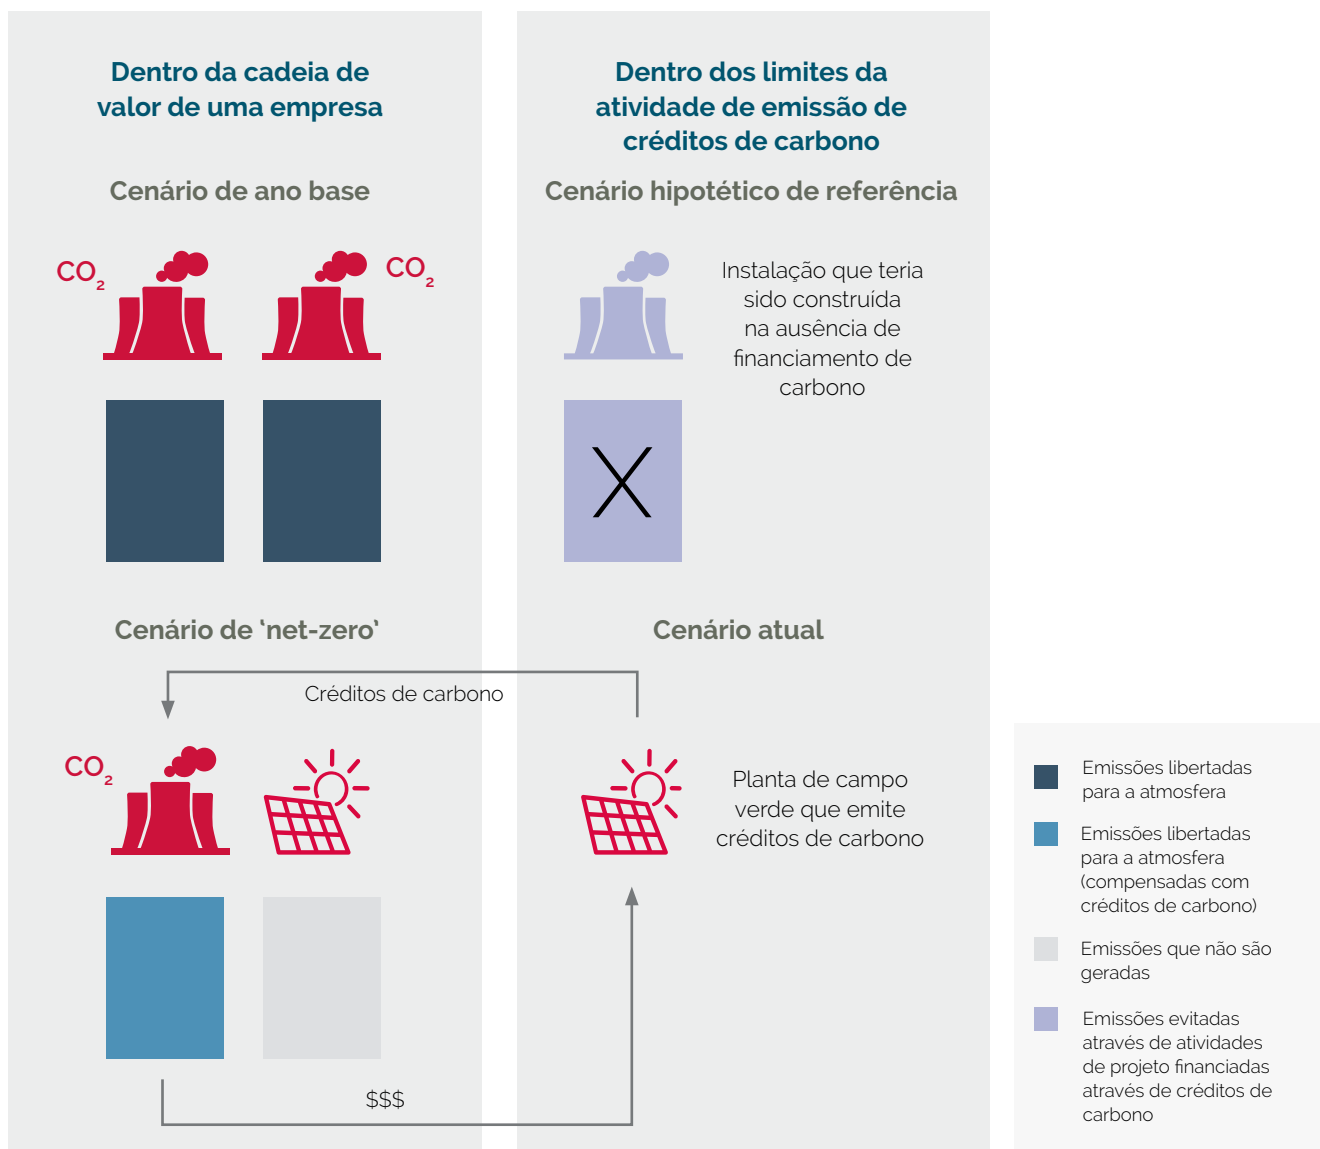 Dentro da cadeia de
valor de uma empresa
Cenário de ano base
CO₂
CO₂
Cenário de ‘net-zero’
Créditos de carbono
CO₂
$$$
Dentro dos limites da
atividade de emissão de
créditos de carbono
Cenário hipotético de referência
Instalação que teria
sido construída
na ausência de
financiamento de
carbono
X
Cenário atual
Planta de campo
verde que emite
créditos de carbono
Emissões libertadas
para a atmosfera
Emissões libertadas
para a atmosfera
(compensadas com
créditos de carbono)
Emissões que não são
geradas
Emissões evitadas
através de atividades
de projeto financiadas
através de créditos de
carbono